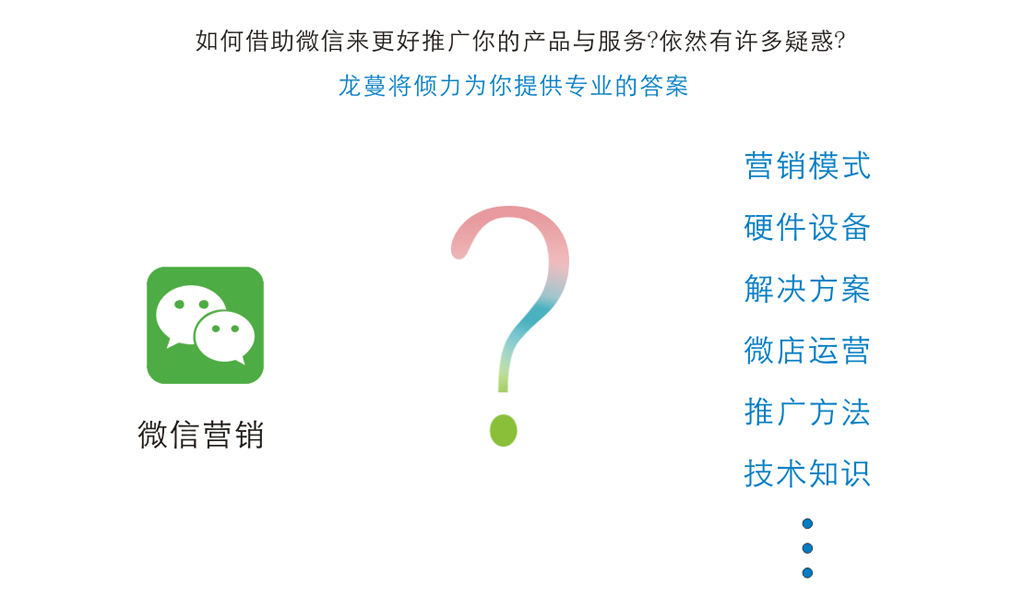 如何借助微信来更好推广你的产品与服务?依然有许多疑惑?
龙蔓将倾力为你提供专业的答案
微信营销
?
营销模式
硬件设备
解决方案
微店运营
推广方法
技术知识